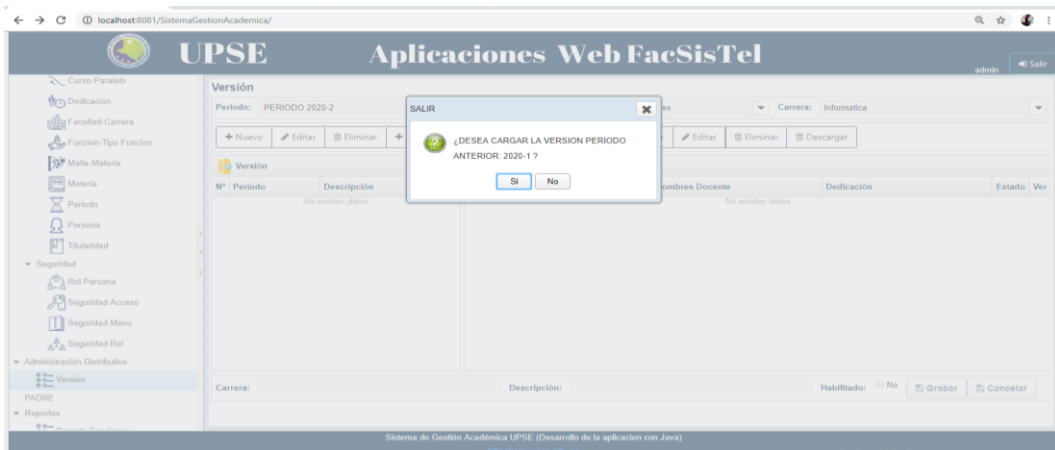 localhost:8081/SistemaGestionAcademica/
UPSE Aplicaciones Web FacSisTel
admin Salir
Curso-Paralelo
Dedicacion
Facultad-Carrera
Funcion-Tipo Funcion
Malla-Materia
Materia
Periodo
Persona
Titularidad
Seguridad
Rol Persona
Seguridad Acceso
Seguridad Menu
Seguridad Rol
Administración Distributivo
Version
PADRE
Reportes
Versión
Periodo: PERIODO 2020-2 Carrera: Informatica
Nuevo Editar Eliminar Editar Eliminar Descargar
Versión
N° Periodo Descripción Dedicación Estado Ver
No existen datos No existen datos
SALIR
¿DESEA CARGAR LA VERSION PERIODO
ANTERIOR: 2020-1 ?
Si No
Carrera: Descripción: Habilitado: No Grabar Cancelar
Sistema de Gestión Académica UPSE (Desarrollo de la aplicacion con Java)